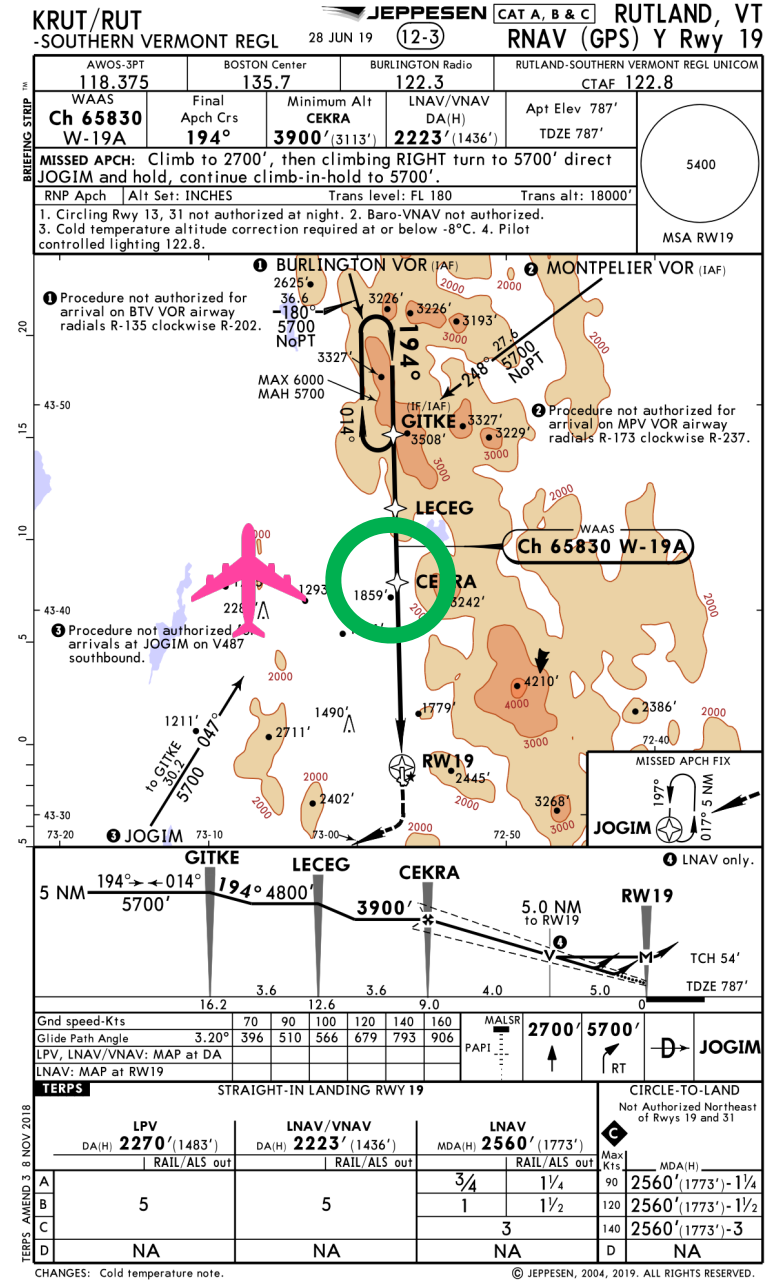 KRUT/RUT
-SOUTHERN VERMONT REGL
JEPPESEN
28 JUN 19
12-3
CAT A, B & C
RUTLAND, VT
RNAV (GPS) Y Rwy 19
BRIEFING STRIP ™
AWOS-3PT
118.375
BOSTON Center
135.7
BURLINGTON Radio
122.3
RUTLAND-SOUTHERN VERMONT REGL UNICOM
CTAF 122.8
WAAS
Ch 65830
W-19A
Final
Apch Crs
194°
Minimum Alt
CEKRA
3900' (3113')
LNAV/VNAV
DA(H)
2223' (1436')
Apt Elev 787'
TDZE 787'
5400
MSA RW19
MISSED APCH: Climb to 2700', then climbing RIGHT turn to 5700' direct
JOGIM and hold, continue climb-in-hold to 5700'.
RNP Apch
Alt Set: INCHES
Trans level: FL 180
Trans alt: 18000'
1. Circling Rwy 13, 31 not authorized at night. 2. Baro-VNAV not authorized.
3. Cold temperature altitude correction required at or below -8°C. 4. Pilot
controlled lighting 122.8.
1 BURLINGTON VOR (IAF)
2 MONTPELIER VOR (IAF)
1 Procedure not authorized for
arrival on BTV VOR airway
radials R-135 clockwise R-202.
2625'
36.6
180°
5700
NoPT
3226'
3226'
3193'
2000
2000
3000
2000
194°
27.6
248°
5700
NoPT
3327'
MAX 6000
MAH 5700
014°
(IF/IAF)
GITKE
3508'
3327'
3229'
3000
3000
2 Procedure not authorized for
arrival on MPV VOR airway
radials R-173 clockwise R-237.
20
43-50
15
10
43-40
5
0
43-30
5
LECEG
2000
WAAS
Ch 65830 W-19A
CEKRA
1859'
3242'
2000
3 Procedure not authorized for
arrivals at JOGIM on V487
southbound.
2000
4210'
4000
3000
2386'
2000
72-40
1779'
1490'
1211'
2711'
2000
to GITKE
30.2
047°
5700
3 JOGIM
RW19
2445'
2402'
2000
2000
3268'
3000
MISSED APCH FIX
197°
017° 5 NM
JOGIM
73-20
73-10
73-00
72-50
4 LNAV only.
GITKE
LECEG
CEKRA
RW19
5 NM
194°
014°
5700'
194°
4800'
3900'
5.0 NM
to RW19
4
V
M
TCH 54'
TDZE 787'
3.6
3.6
4.0
5.0
16.2
12.6
9.0
0
Gnd speed-Kts 70 90 100 120 140 160
Glide Path Angle 3.20° 396 510 566 679 793 906
LPV, LNAV/VNAV: MAP at DA
LNAV: MAP at RW19
MALSR
PAPI
2700'
5700'
RT
D
JOGIM
TERPS
STRAIGHT-IN LANDING RWY 19
CIRCLE-TO-LAND
Not Authorized Northeast
of Rwys 19 and 31
C
LPV
DA(H) 2270' (1483')
RAIL/ALS out
LNAV/VNAV
DA(H) 2223' (1436')
RAIL/ALS out
LNAV
MDA(H) 2560' (1773')
RAIL/ALS out
Max
Kts
MDA(H)
A 3/4 1 1/4 90 2560' (1773') - 1 1/4
B 5 5 1 1 1/2 120 2560' (1773') - 1 1/2
C 3 140 2560' (1773') - 3
D NA NA NA D NA
TERPS AMEND 3 8 NOV 2018
CHANGES: Cold temperature note.
© JEPPESEN, 2004, 2019. ALL RIGHTS RESERVED.